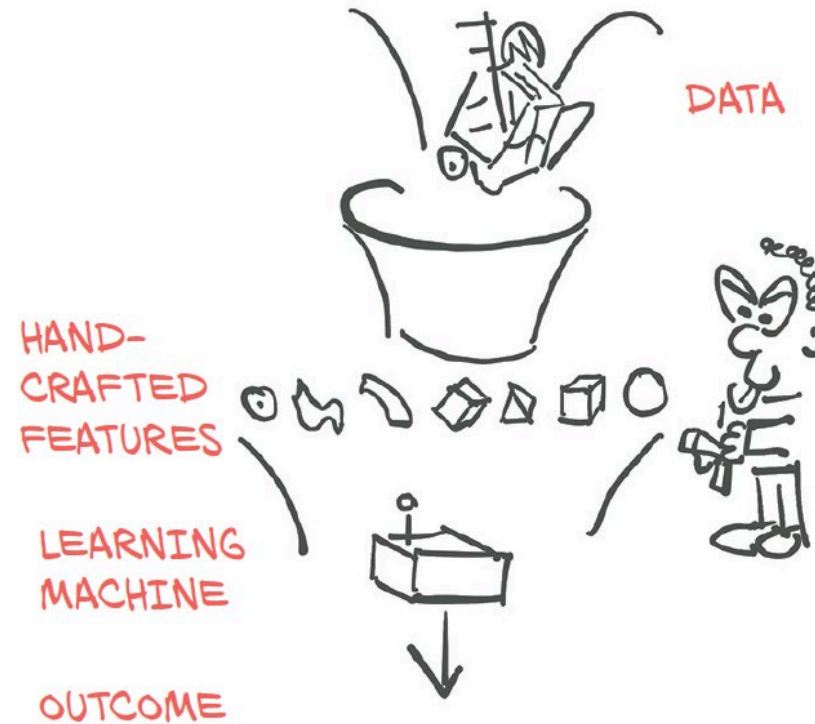 DATA
HAND-
CRAFTED
FEATURES
LEARNING
MACHINE
OUTCOME